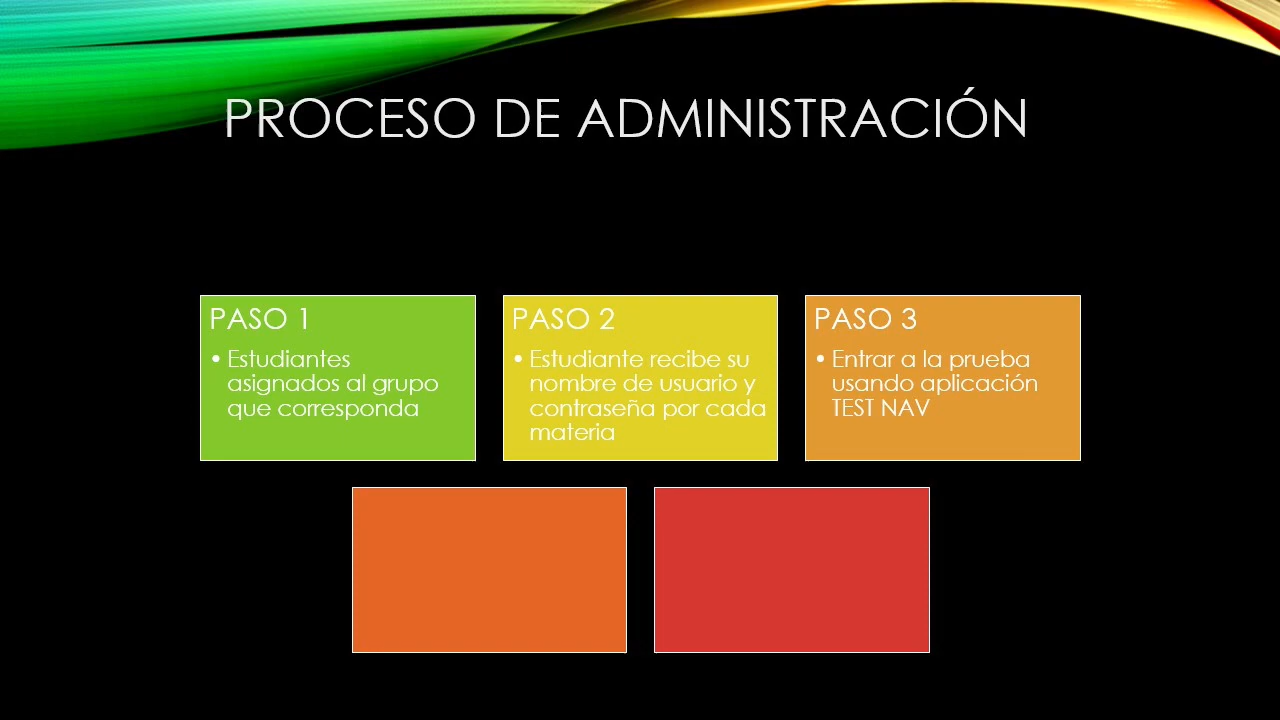 PROCESO DE ADMINISTRACIÓN
PASO 1
• Estudiantes
asignados al grupo
que corresponda
PASO 2
• Estudiante recibe su
nombre de usuario y
contraseña por cada
materia
PASO 3
• Entrar a la prueba
usando aplicación
TEST NAV